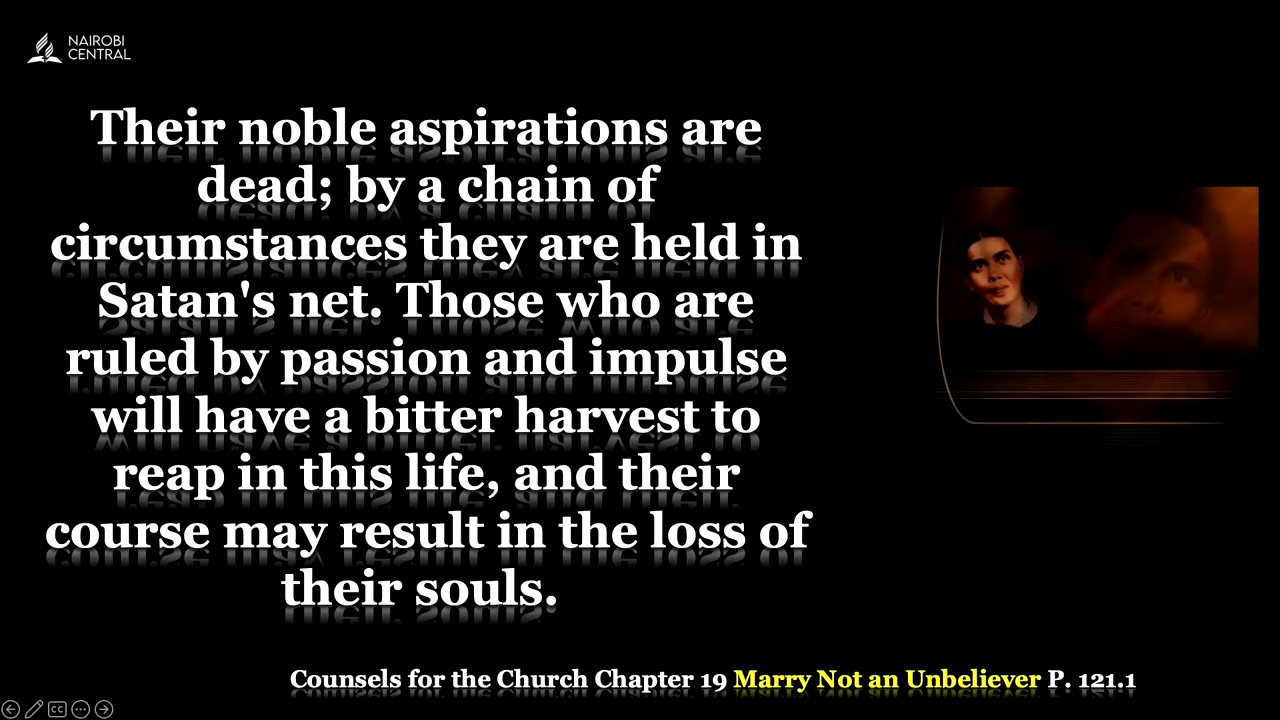 NAIROBI
CENTRAL
Their noble aspirations are
dead; by a chain of
circumstances they are held in
Satan's net. Those who are
ruled by passion and impulse
will have a bitter harvest to
reap in this life, and their
course may result in the loss of
their souls.
Counsels for the Church Chapter 19 Marry Not an Unbeliever P. 121.1
CC